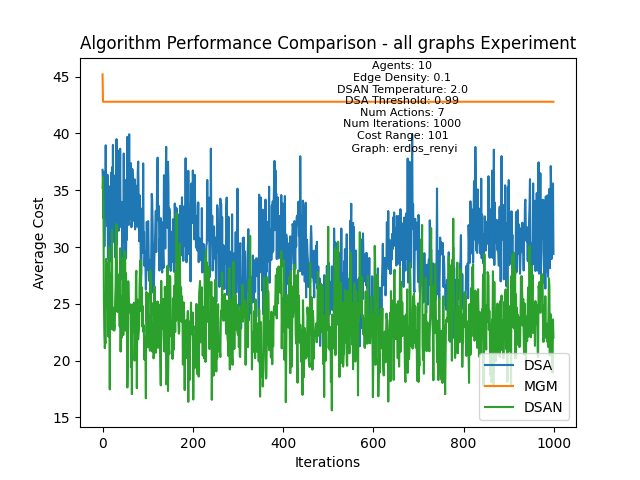 Algorithm Performance Comparison - all graphs Experiment
Agents: 10
Edge Density: 0.1
DSAN Temperature: 2.0
DSA Threshold: 0.99
Num Actions: 7
Num Iterations: 1000
Cost Range: 101
Graph: erdos_renyi
45
40
35
30
25
20
15
Average Cost
0
200
400
600
800
1000
Iterations
DSA
MGM
DSAN